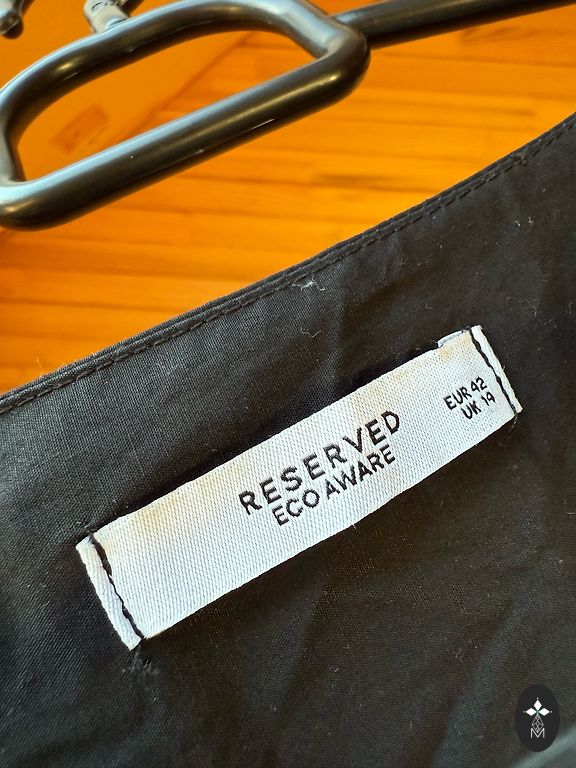 RESERVED
ECO AWARE
EUR 42
UK 14
M